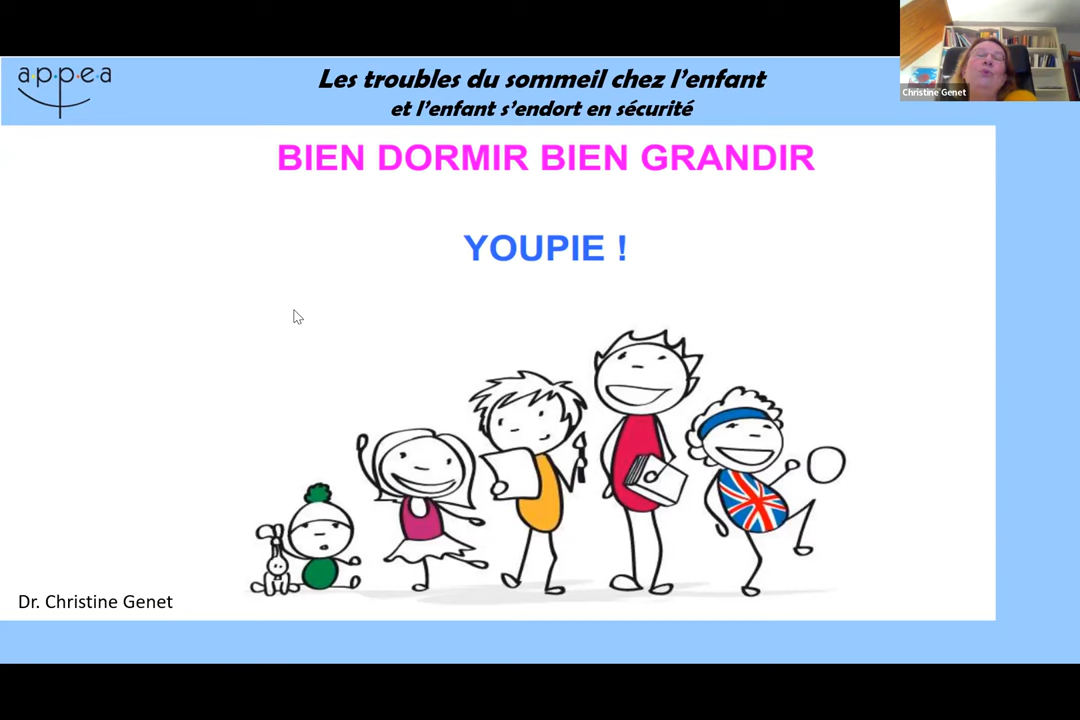 a.p.p.e.a
Les troubles du sommeil chez l'enfant
et l'enfant s'endort en sécurité
Christine Genet
BIEN DORMIR BIEN GRANDIR
YOUPIE !
Dr. Christine Genet